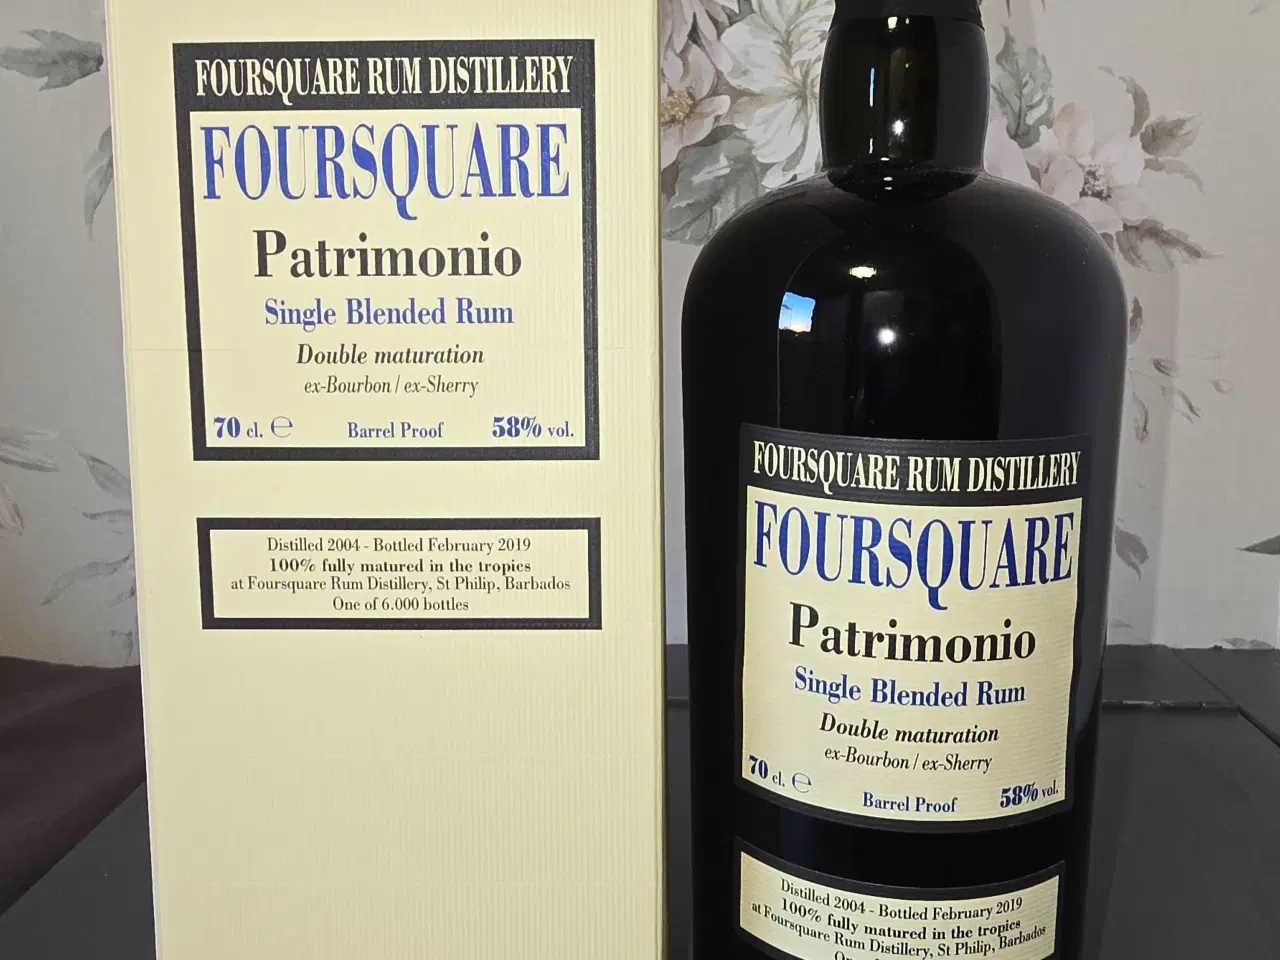 FOURSQUARE RUM DISTILLERY
FOURSQUARE
Patrimonio
Single Blended Rum
Double maturation
ex-Bourbon / ex-Sherry
70 cl. ℮ Barrel Proof 58% vol.
Distilled 2004 - Bottled February 2019
100% fully matured in the tropics
at Foursquare Rum Distillery, St Philip, Barbados
One of 6.000 bottles
FOURSQUARE RUM DISTILLERY
FOURSQUARE
Patrimonio
Single Blended Rum
Double maturation
ex-Bourbon / ex-Sherry
70 cl. ℮ Barrel Proof 58% vol.
Distilled 2004 - Bottled February 2019
100% fully matured in the tropics
at Foursquare Rum Distillery, St Philip, Barbados